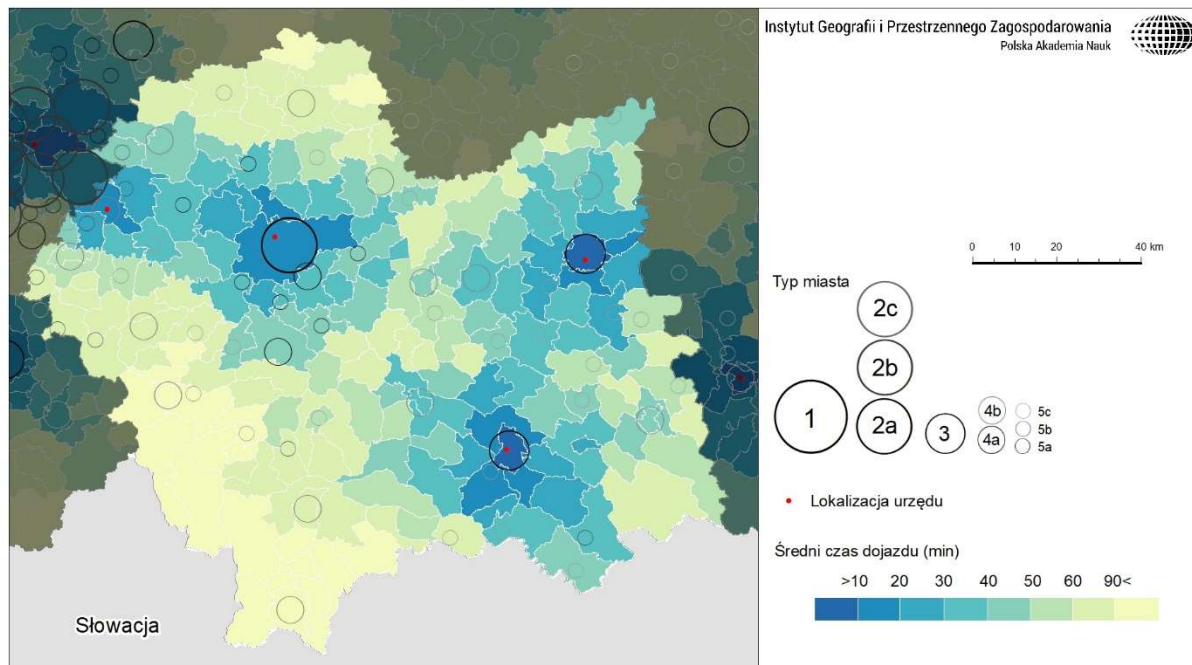 Instytut Geografii i Przestrzennego Zagospodarowania
Polska Akademia Nauk
0 10 20 40 km
Typ miasta
2c
2b
1
2a
3
4b
4a
5c
5b
5a
Lokalizacja urzędu
Średni czas dojazdu (min)
>10 20 30 40 50 60 90<
Słowacja